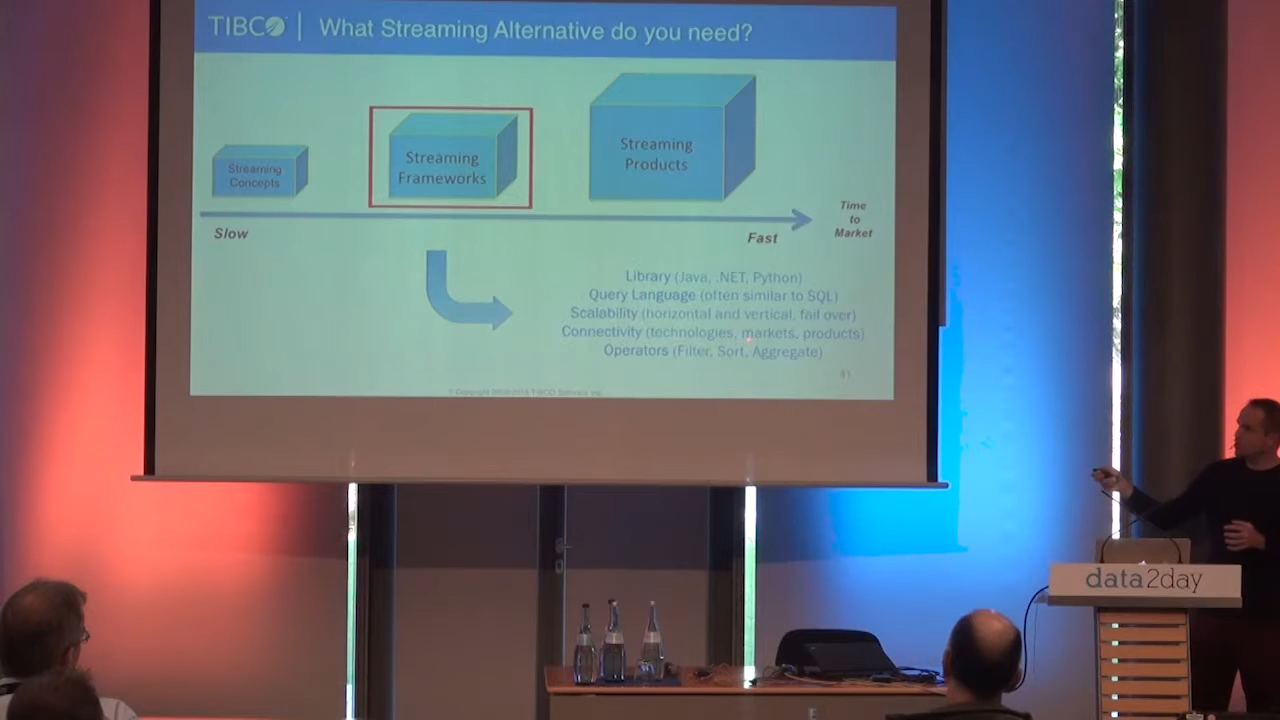 TIBCO | What Streaming Alternative do you need?
Streaming
Concepts
Streaming
Frameworks
Streaming
Products
Slow
Fast
Time
to
Market
Library (Java, .NET, Python)
Query Language (often similar to SQL)
Scalability (horizontal and vertical, fail over)
Connectivity (technologies, markets, products)
Operators (Filter, Sort, Aggregate)
data2day